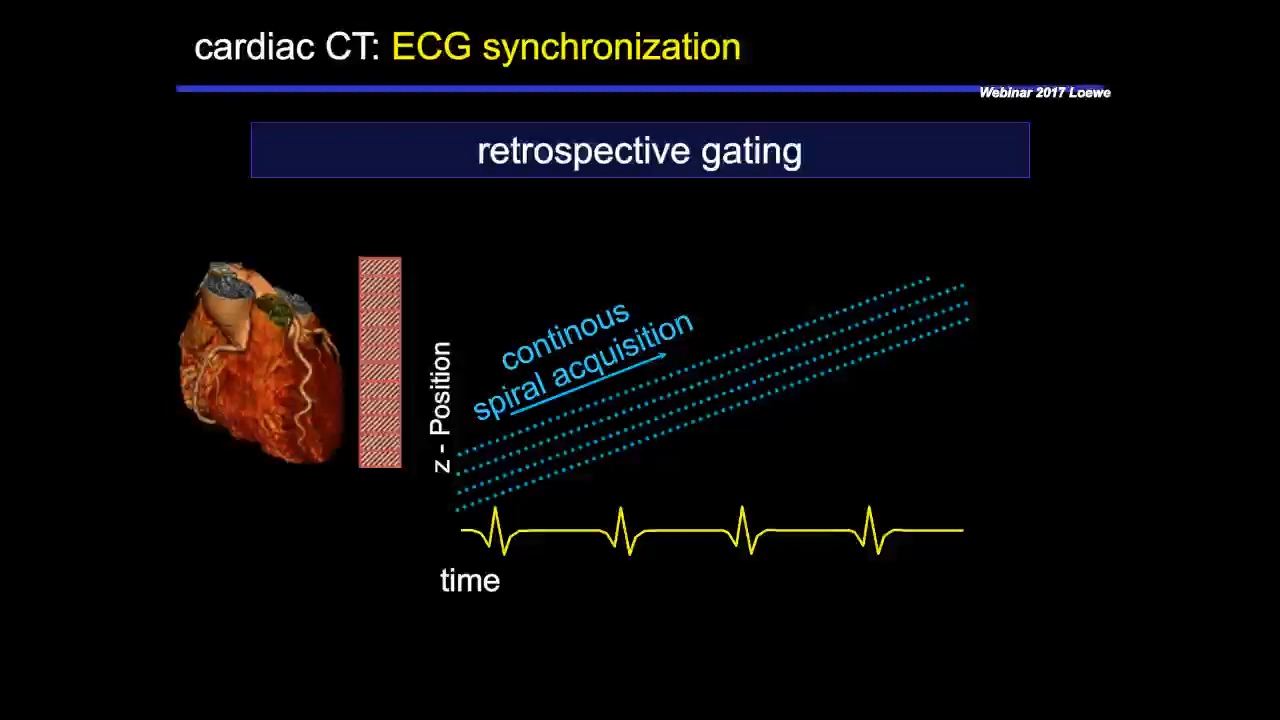 cardiac CT: ECG synchronization
Webinar 2017 Loewe
retrospective gating
continous
spiral acquisition
z - Position
time